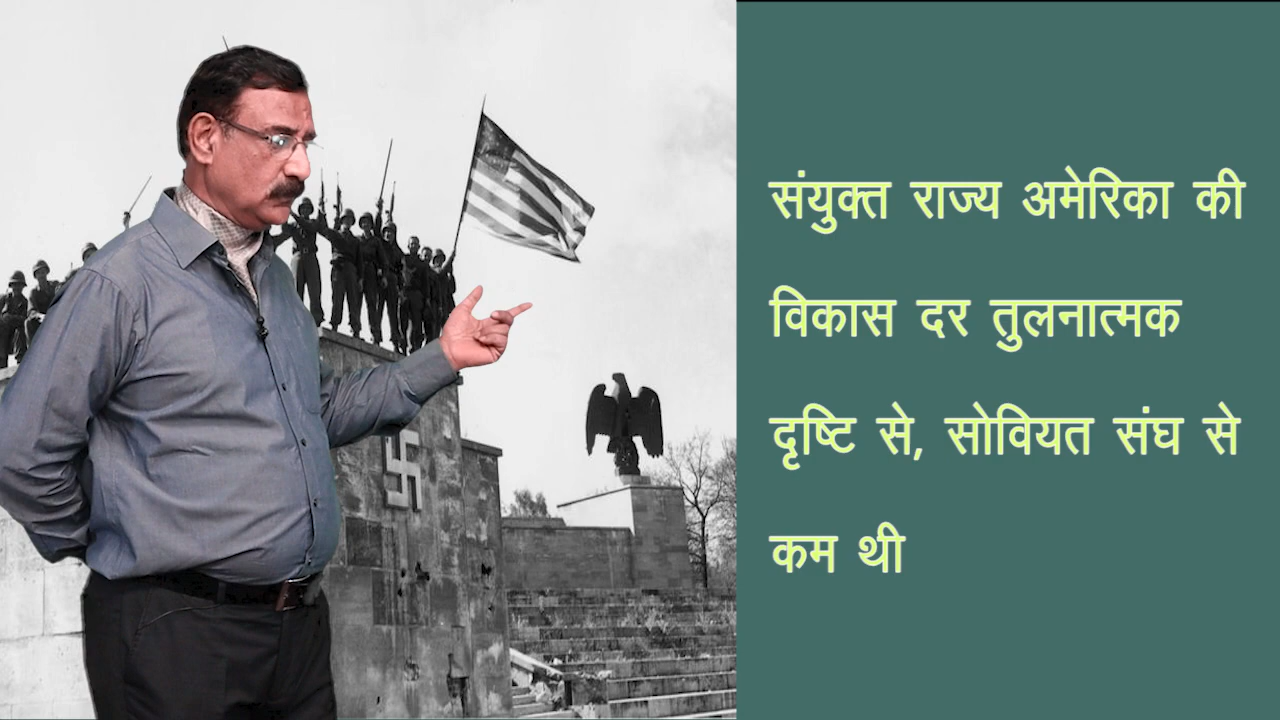 संयुक्त राज्य अमेरिका की
विकास दर तुलनात्मक
दृष्टि से, सोवियत संघ से
कम थी